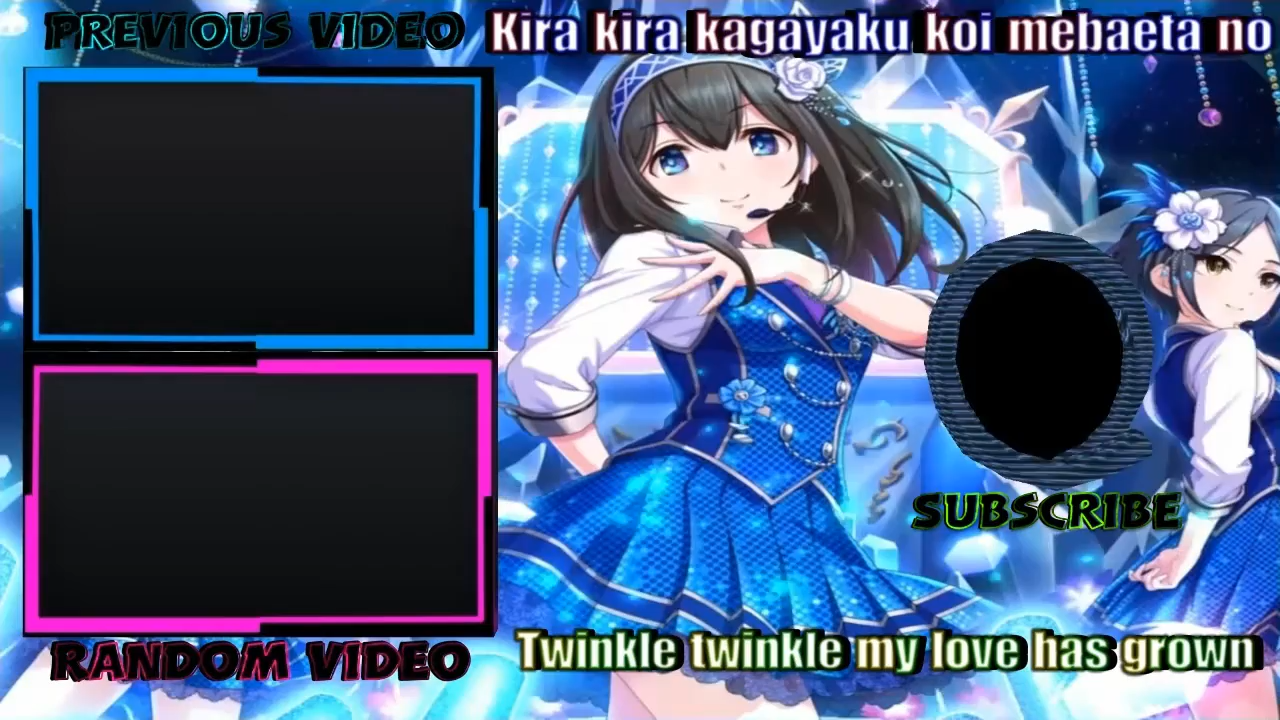 PREVIOUS VIDEO
Kira kira kagayaku koi mebaeta no
SUBSCRIBE
Twinkle twinkle my love has grown
RANDOM VIDEO